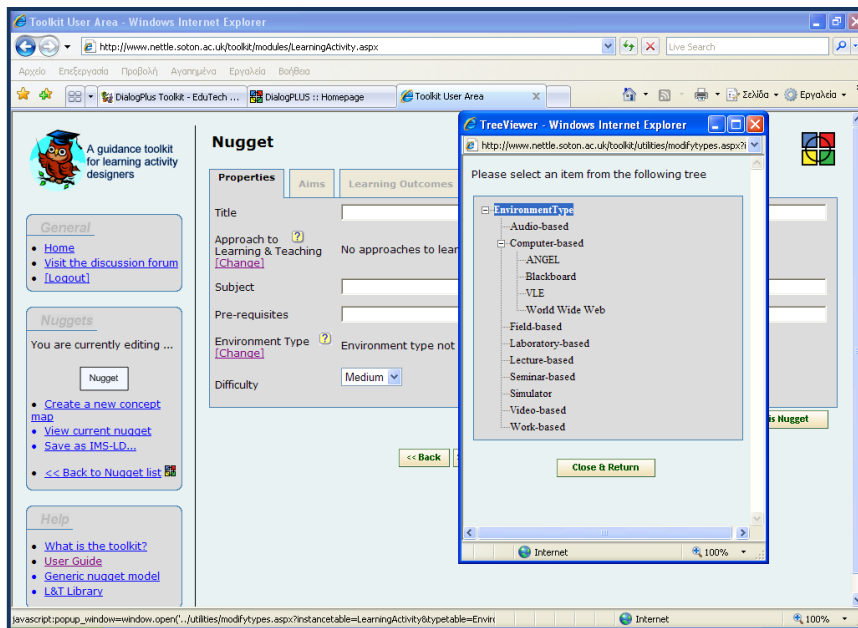 Toolkit User Area - Windows Internet Explorer
http://www.nettle.soton.ac.uk/toolkit/modules/LearningActivity.aspx
Live Search
Αρχείο Επεξεργασία Προβολή Αγαπημένα Εργαλεία Βοήθεια
DialogPlus Toolkit - EduTech ...
DialogPLUS :: Homepage
Toolkit User Area
Σελίδα
Εργαλεία
A guidance toolkit
for learning activity
designers
General
Home
Visit the discussion forum
[Logout]
Nuggets
You are currently editing ...
Nugget
Create a new concept
map
View current nugget
Save as IMS-LD...
<< Back to Nugget list
Help
What is the toolkit?
User Guide
Generic nugget model
L&T Library
Nugget
Properties
Aims
Learning Outcomes
Title
Approach to
Learning & Teaching
[Change]
No approaches to lear
Subject
Pre-requisites
Environment Type
[Change]
Environment type not
Difficulty
Medium
is Nugget
<< Back
TreeViewer - Windows Internet Explorer
http://www.nettle.soton.ac.uk/toolkit/utilities/modifytypes.aspx?i
Please select an item from the following tree
EnvironmentType
Audio-based
Computer-based
ANGEL
Blackboard
VLE
World Wide Web
Field-based
Laboratory-based
Lecture-based
Seminar-based
Simulator
Video-based
Work-based
Close & Return
Internet
100%
javascript:popup_window=window.open('../utilities/modifytypes.aspx?instancetable=LearningActivity&typetable=Envir
Internet
100%